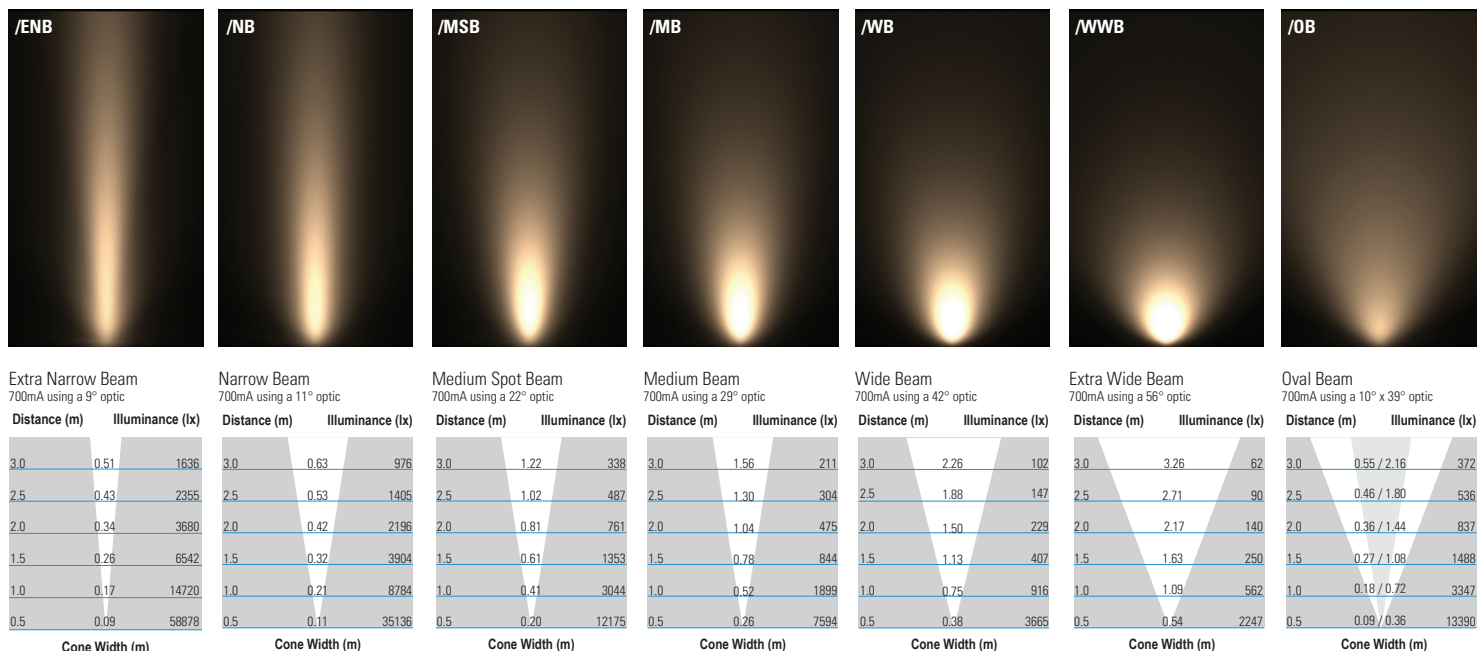 /ENB
/NB
/MSB
/MB
/WB
/WWB
/OB
Extra Narrow Beam
700mA using a 9° optic
Distance (m) Illuminance (lx)
3.0 0.51 1636
2.5 0.43 2355
2.0 0.34 3680
1.5 0.26 6542
1.0 0.17 14720
0.5 0.09 58878
Cone Width (m)
Narrow Beam
700mA using a 11° optic
Distance (m) Illuminance (lx)
3.0 0.63 976
2.5 0.53 1405
2.0 0.42 2196
1.5 0.32 3904
1.0 0.21 8784
0.5 0.11 35136
Cone Width (m)
Medium Spot Beam
700mA using a 22° optic
Distance (m) Illuminance (lx)
3.0 1.22 338
2.5 1.02 487
2.0 0.81 761
1.5 0.61 1353
1.0 0.41 3044
0.5 0.20 12175
Cone Width (m)
Medium Beam
700mA using a 29° optic
Distance (m) Illuminance (lx)
3.0 1.56 211
2.5 1.30 304
2.0 1.04 475
1.5 0.78 844
1.0 0.52 1899
0.5 0.26 7594
Cone Width (m)
Wide Beam
700mA using a 42° optic
Distance (m) Illuminance (lx)
3.0 2.26 102
2.5 1.88 147
2.0 1.50 229
1.5 1.13 407
1.0 0.75 916
0.5 0.38 3665
Cone Width (m)
Extra Wide Beam
700mA using a 56° optic
Distance (m) Illuminance (lx)
3.0 3.26 62
2.5 2.71 90
2.0 2.17 140
1.5 1.63 250
1.0 1.09 562
0.5 0.54 2247
Cone Width (m)
Oval Beam
700mA using a 10° x 39° optic
Distance (m) Illuminance (lx)
3.0 0.55 / 2.16 372
2.5 0.46 / 1.80 536
2.0 0.36 / 1.44 837
1.5 0.27 / 1.08 1488
1.0 0.18 / 0.72 3347
0.5 0.09 / 0.36 13390
Cone Width (m)